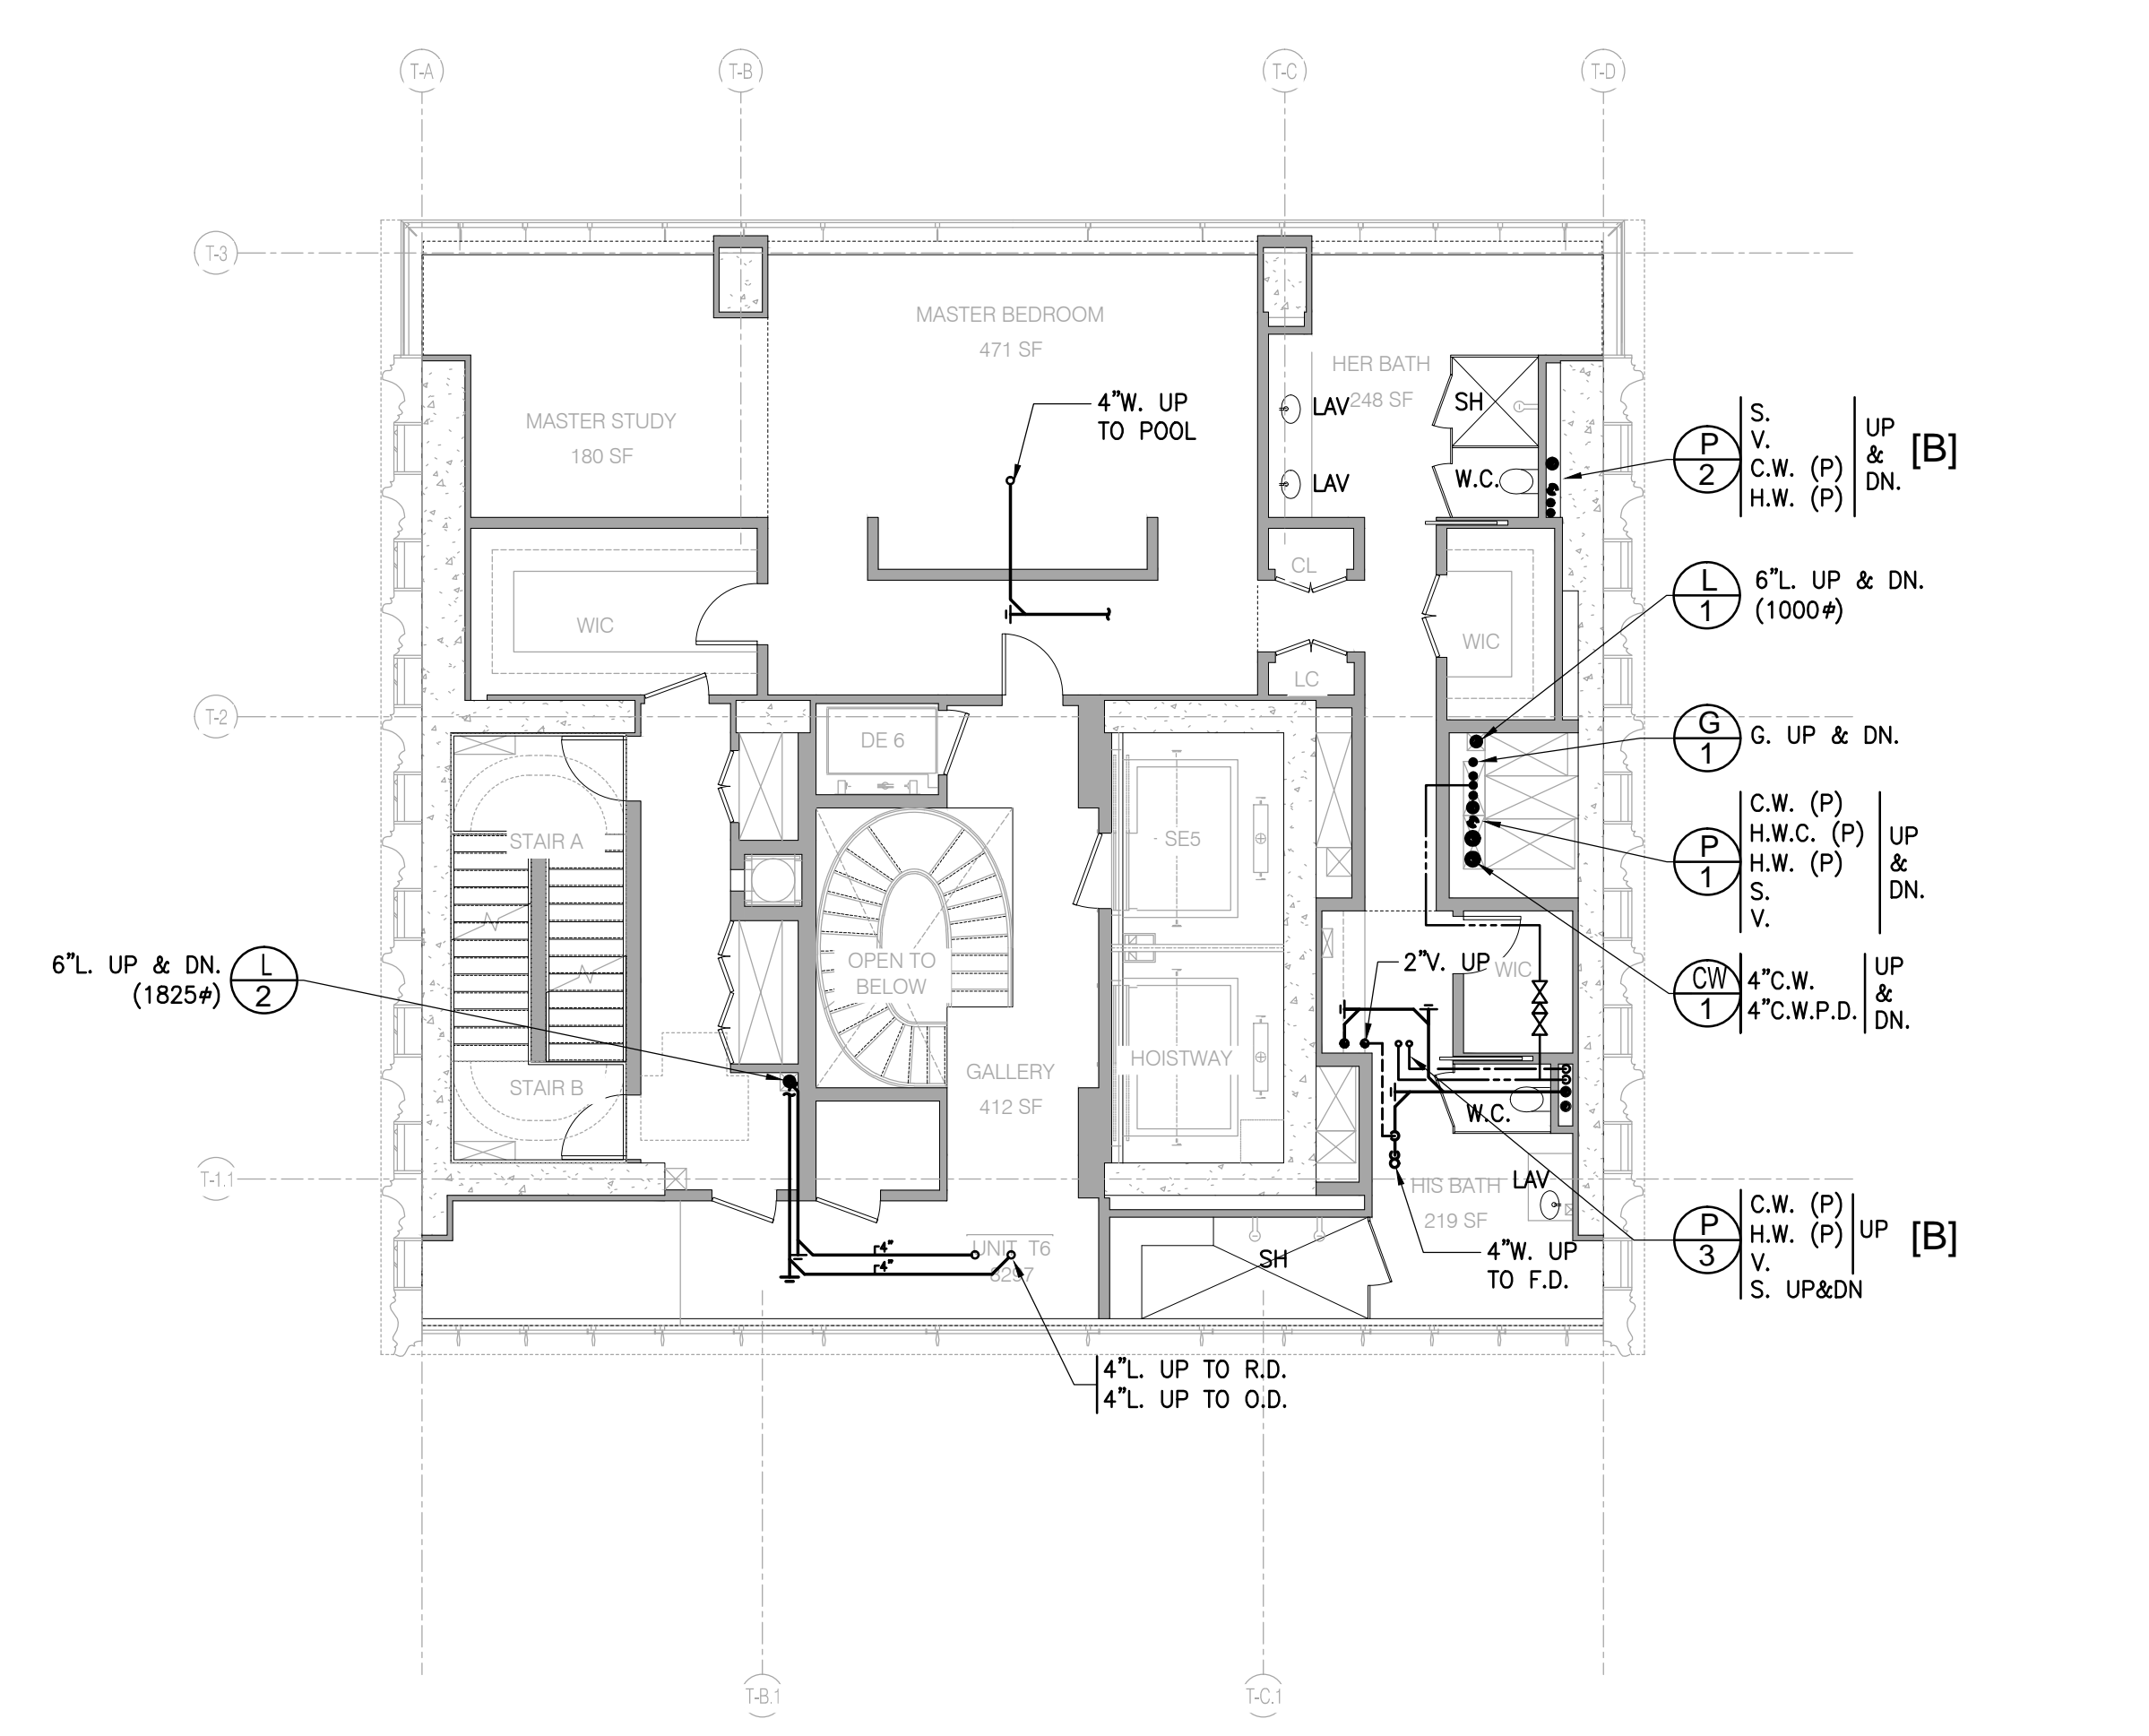 T-A
T-B
T-C
T-D
T-3
MASTER BEDROOM
471 SF
HER BATH
248 SF
MASTER STUDY
180 SF
4"W. UP
TO POOL
LAV
SH
LAV
W.C.
P
2
S.
V.
C.W. (P)
H.W. (P)
UP
&
DN.
[B]
CL
L
1
6"L. UP & DN.
(1000#)
WIC
WIC
LC
T-2
G
1
G. UP & DN.
DE 6
STAIR A
SE5
P
1
C.W. (P)
H.W.C. (P)
H.W. (P)
S.
V.
UP
&
DN.
6"L. UP & DN.
(1825#)
L
2
OPEN TO
BELOW
2"V. UP
WIC
CW
1
4"C.W.
4"C.W.P.D.
UP
&
DN.
STAIR B
GALLERY
412 SF
HOISTWAY
W.C.
T-1.1
HIS BATH
219 SF
LAV
P
3
C.W. (P)
H.W. (P)
V.
S. UP&DN
UP
[B]
4"
4"
UNIT T6
8297
SH
4"W. UP
TO F.D.
4"L. UP TO R.D.
4"L. UP TO O.D.
T-B.1
T-C.1